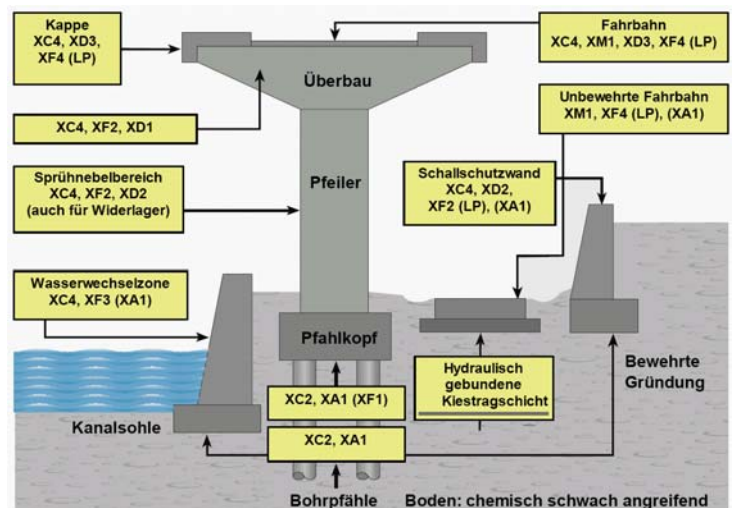 Kappe
XC4, XD3,
XF4 (LP)
Fahrbahn
XC4, XM1, XD3, XF4 (LP)
Überbau
Unbewehrte Fahrbahn
XM1, XF4 (LP), (XA1)
XC4, XF2, XD1
Sprühnebelbereich
XC4, XF2, XD2
(auch für Widerlager)
Pfeiler
Schallschutzwand
XC4, XD2,
XF2 (LP), (XA1)
Wasserwechselzone
XC4, XF3 (XA1)
Pfahlkopf
Hydraulisch
gebundene
Kiestragschicht
Bewehrte
Gründung
XC2, XA1 (XF1)
Kanalsohle
XC2, XA1
Bohrpfähle
Boden: chemisch schwach angreifend